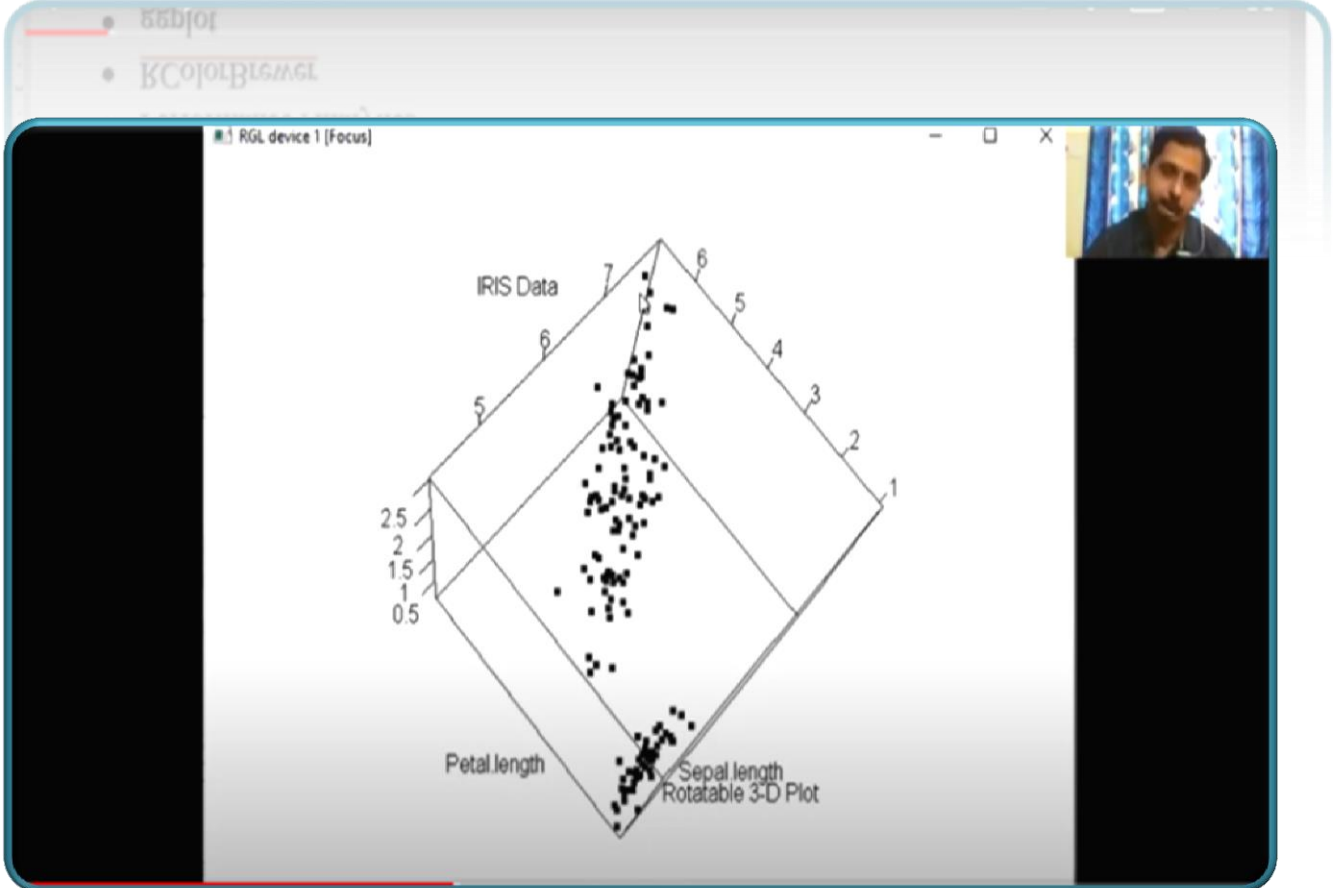 ggplot
RColorBrewer
RGL device 1 [Focus]
IRIS Data
7
6
5
6
5
4
3
2
1
2.5
2
1.5
1
0.5
Petal.length
Sepal.length
Rotatable 3-D Plot